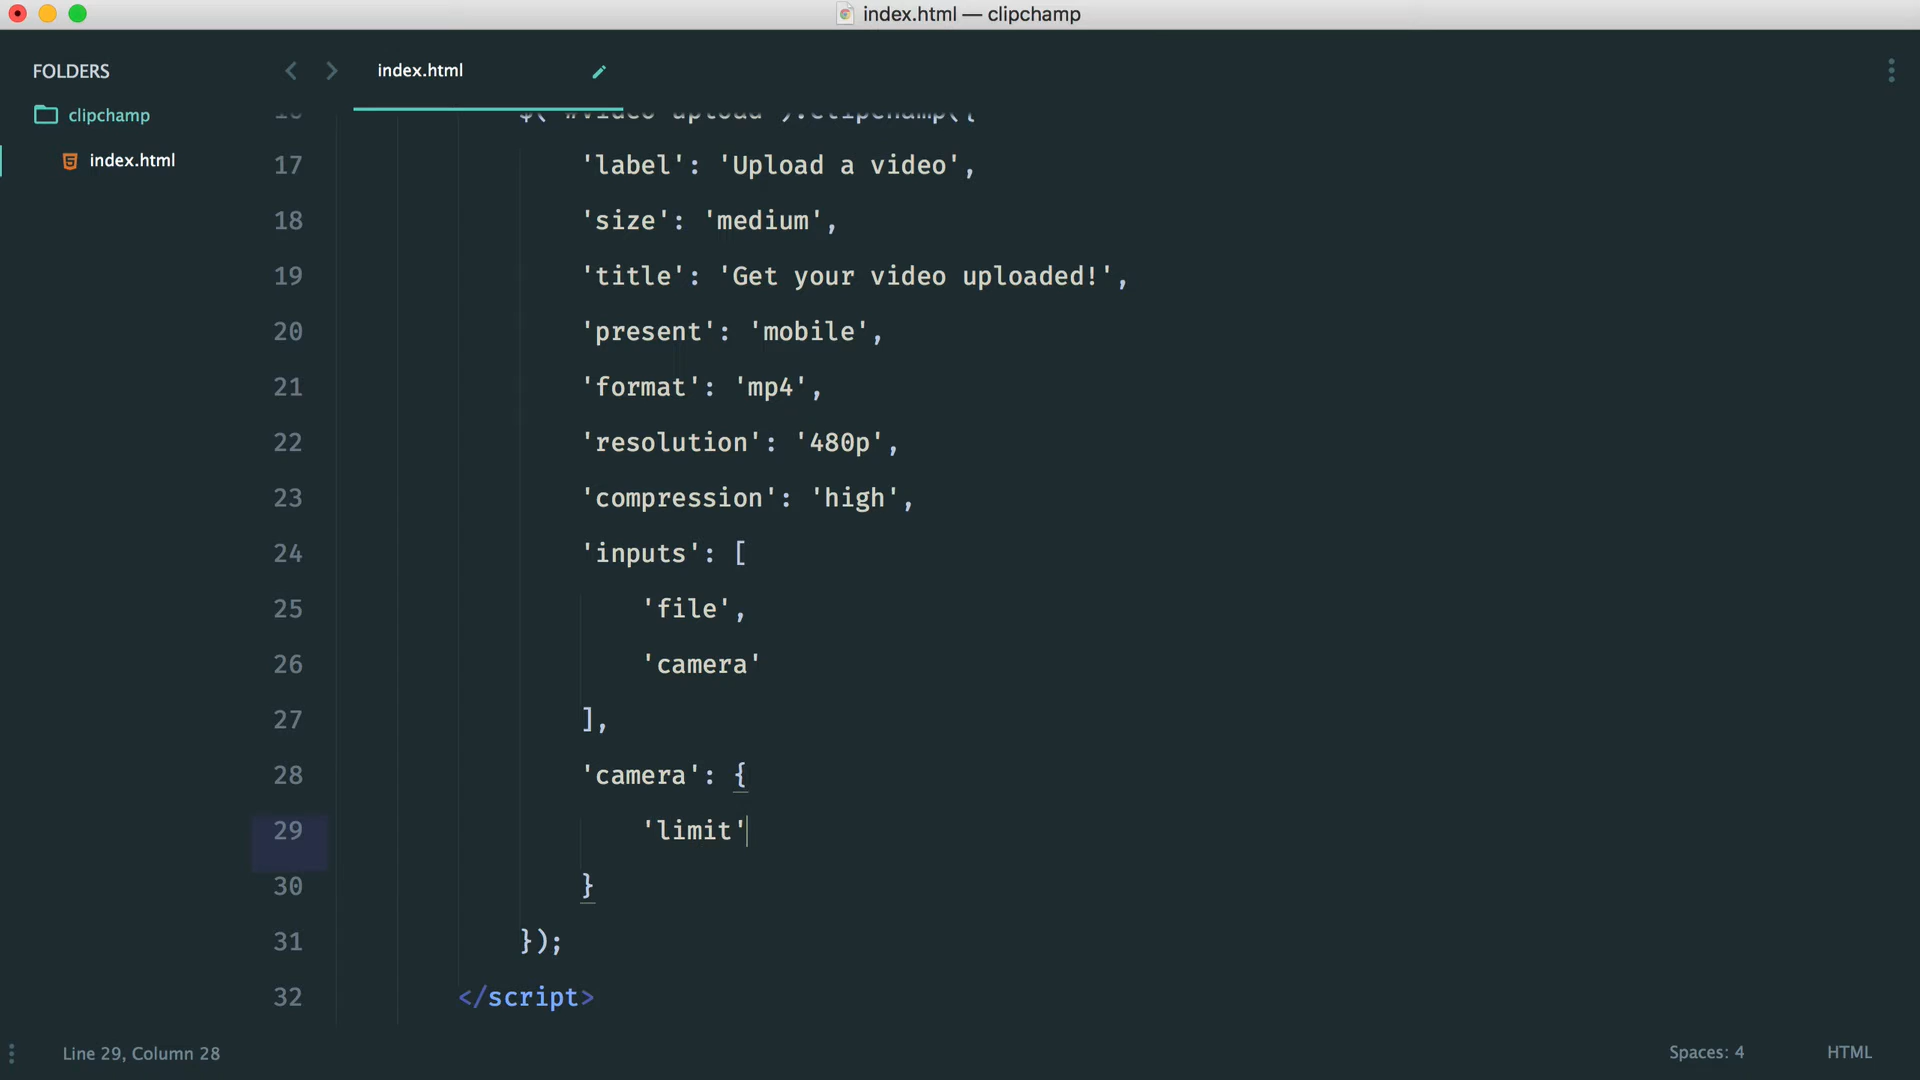 index.html — clipchamp
FOLDERS
clipchamp
index.html
index.html
17 'label': 'Upload a video',
18 'size': 'medium',
19 'title': 'Get your video uploaded!',
20 'present': 'mobile',
21 'format': 'mp4',
22 'resolution': '480p',
23 'compression': 'high',
24 'inputs': [
25 'file',
26 'camera'
27 ],
28 'camera': {
29 'limit'
30 }
31 });
32 </script>
Line 29, Column 28
Spaces: 4
HTML